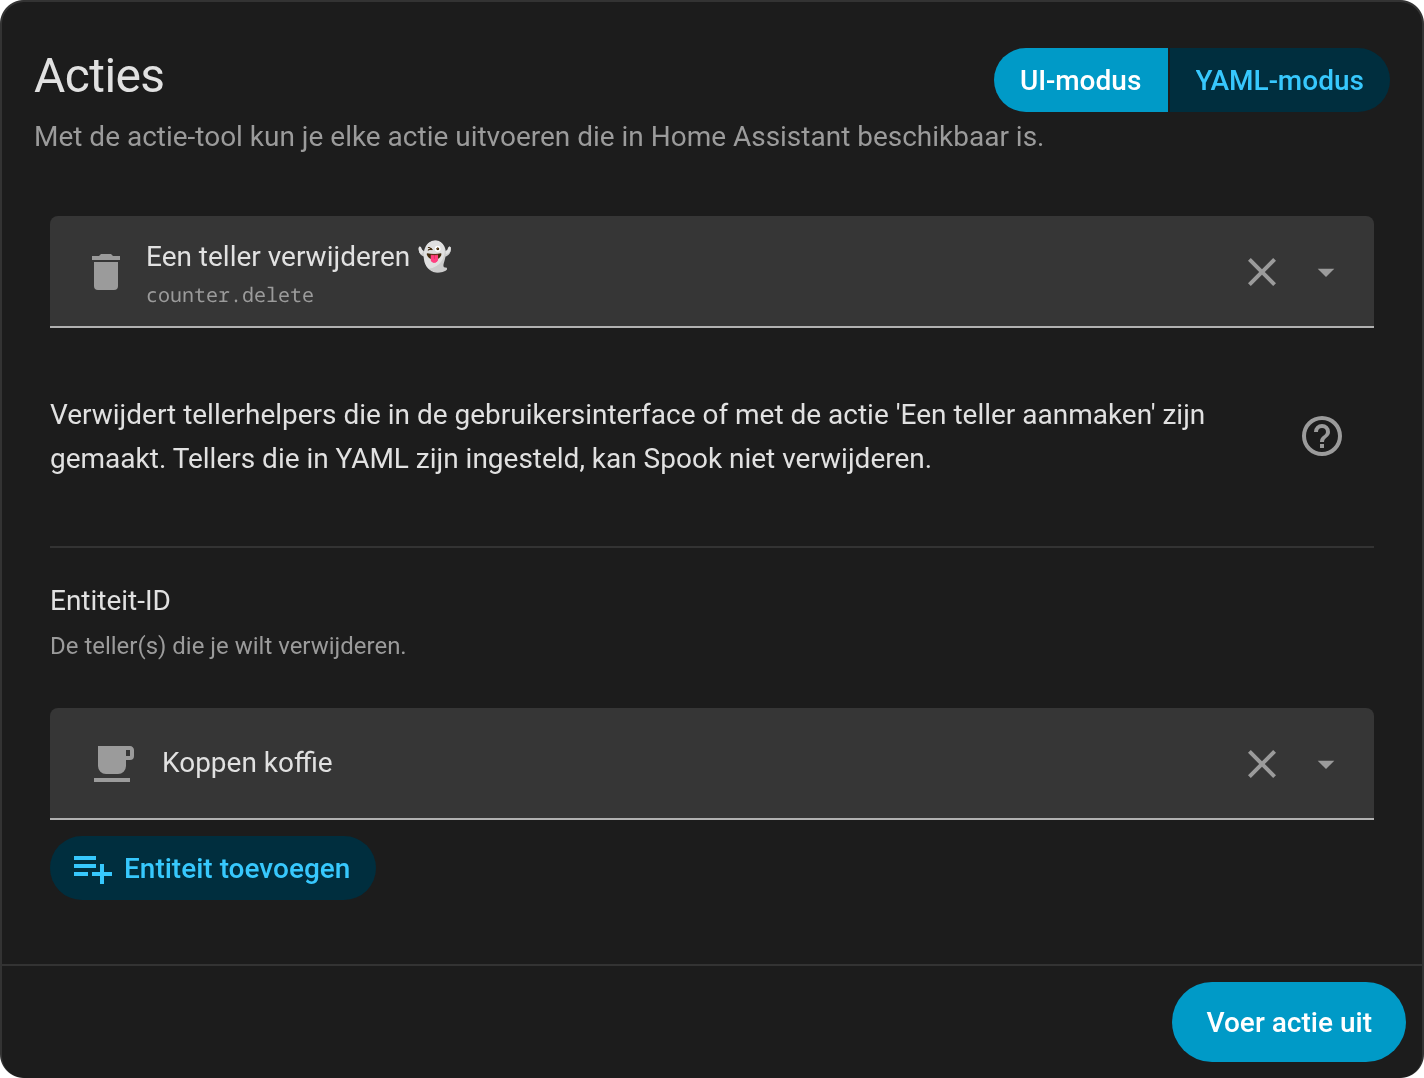 Acties
UI-modus
YAML-modus
Met de actie-tool kun je elke actie uitvoeren die in Home Assistant beschikbaar is.
Een teller verwijderen 👻
counter.delete
Verwijdert tellerhelpers die in de gebruikersinterface of met de actie 'Een teller aanmaken' zijn
gemaakt. Tellers die in YAML zijn ingesteld, kan Spook niet verwijderen.
Entiteit-ID
De teller(s) die je wilt verwijderen.
Koppen koffie
Entiteit toevoegen
Voer actie uit